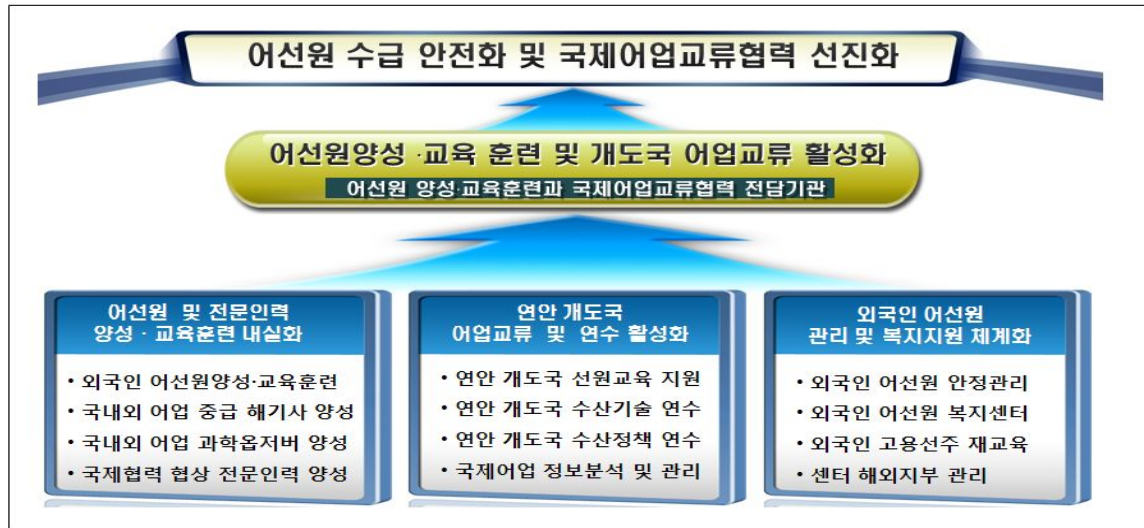 어선원 수급 안전화 및 국제어업교류협력 선진화
어선원양성 ·교육 훈련 및 개도국 어업교류 활성화
어선원 양성·교육훈련과 국제어업교류협력 전담기관
어선원 및 전문인력
양성 · 교육훈련 내실화
• 외국인 어선원양성·교육훈련
• 국내외 어업 중급 해기사 양성
• 국내외 어업 과학옵저버 양성
• 국제협력 협상 전문인력 양성
연안 개도국
어업교류 및 연수 활성화
• 연안 개도국 선원교육 지원
• 연안 개도국 수산기술 연수
• 연안 개도국 수산정책 연수
• 국제어업 정보분석 및 관리
외국인 어선원
관리 및 복지지원 체계화
• 외국인 어선원 안정관리
• 외국인 어선원 복지센터
• 외국인 고용선주 재교육
• 센터 해외지부 관리